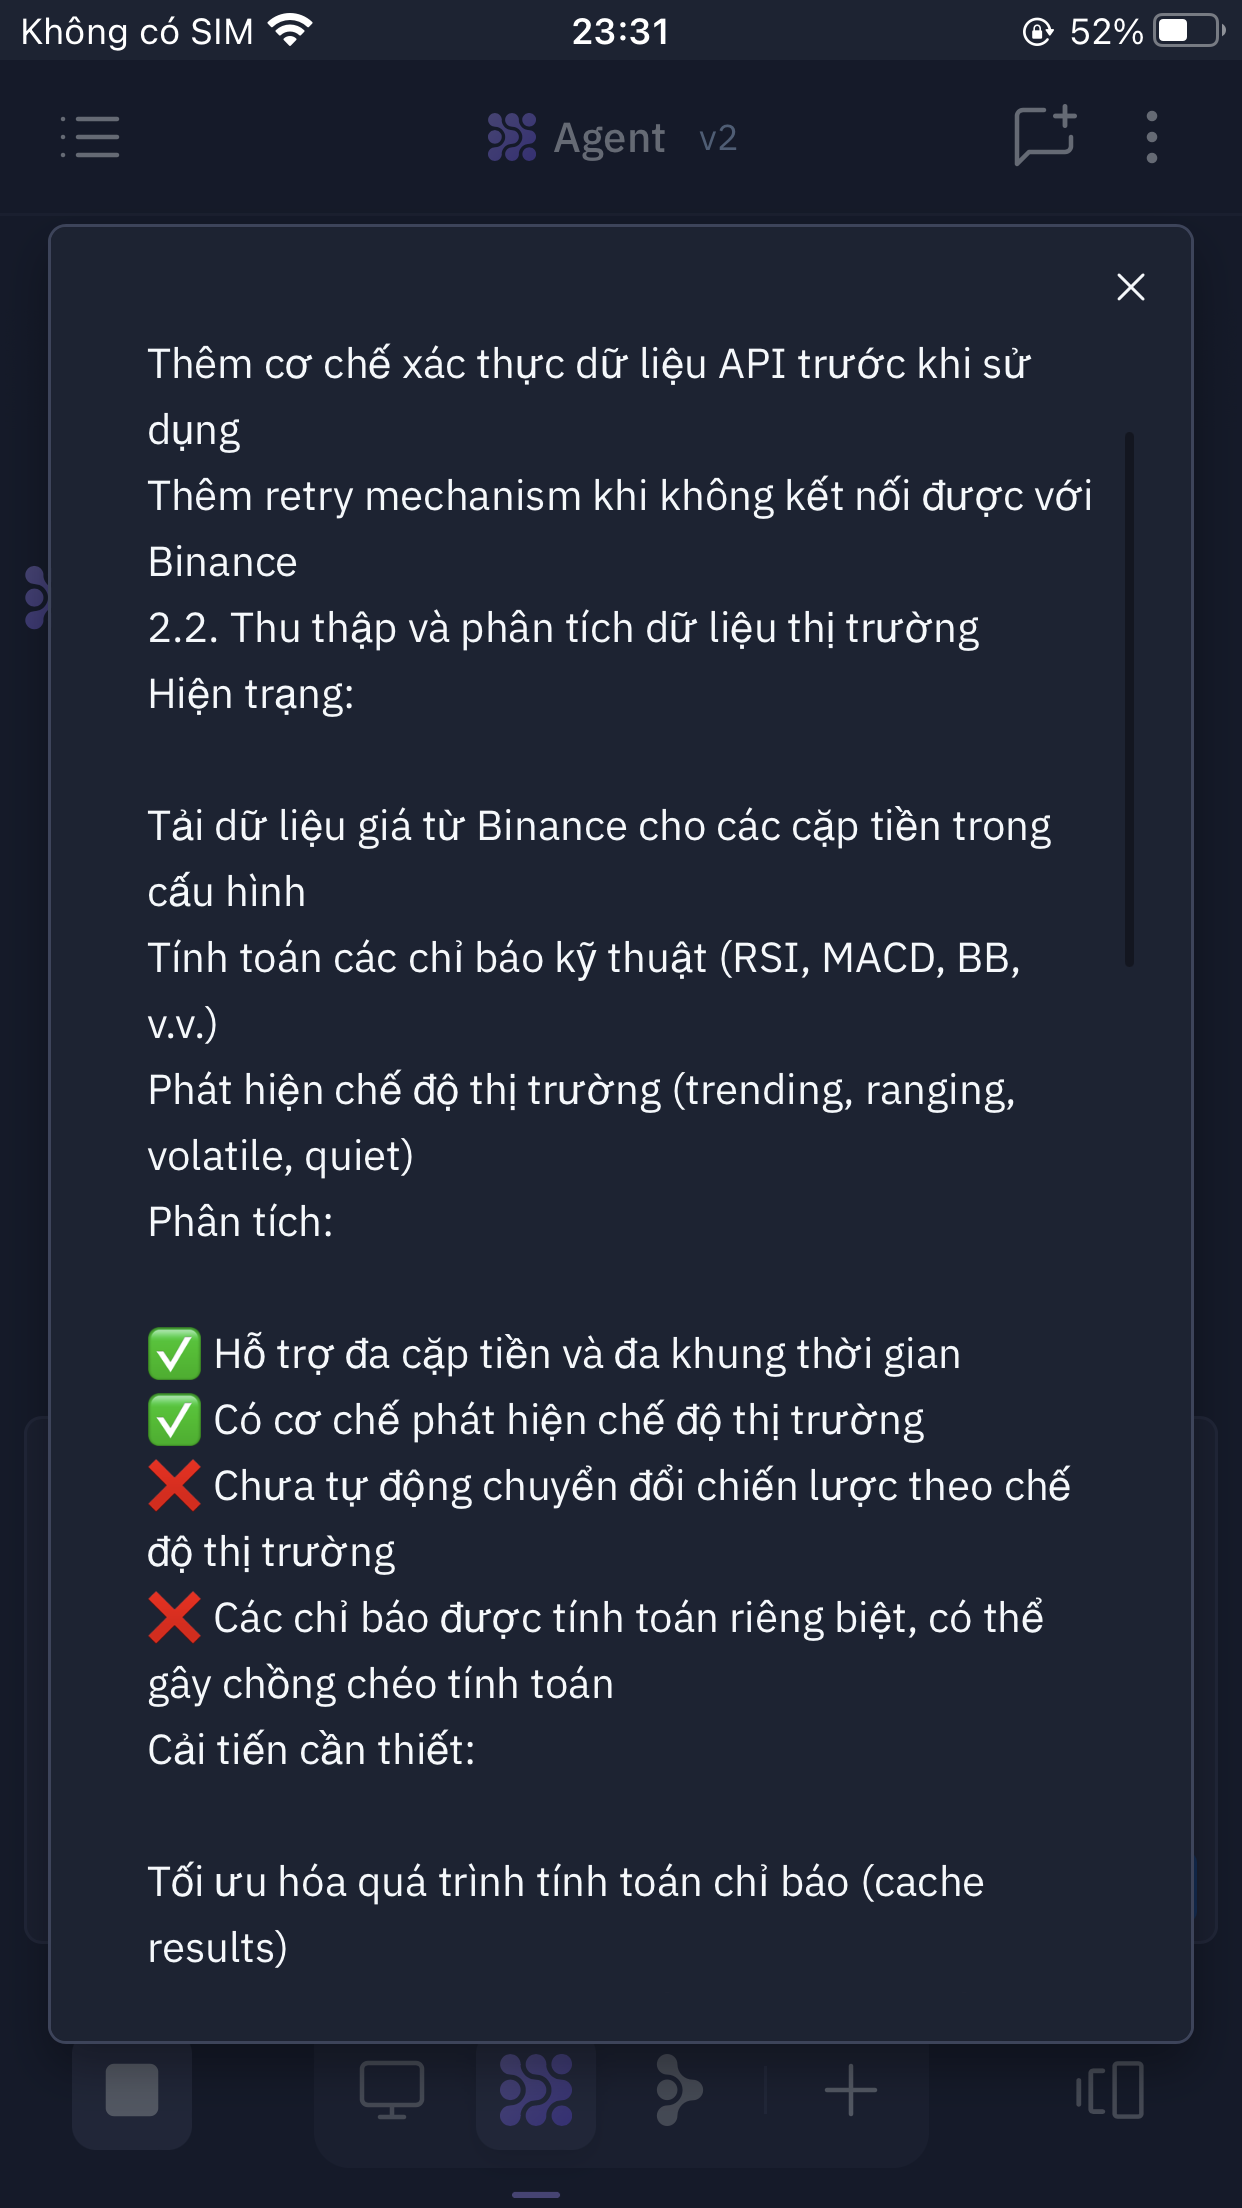 Không có SIM
23:31
52%
Agent v2
Thêm cơ chế xác thực dữ liệu API trước khi sử
dụng
Thêm retry mechanism khi không kết nối được với
Binance
2.2. Thu thập và phân tích dữ liệu thị trường
Hiện trạng:
Tải dữ liệu giá từ Binance cho các cặp tiền trong
cấu hình
Tính toán các chỉ báo kỹ thuật (RSI, MACD, BB,
v.v.)
Phát hiện chế độ thị trường (trending, ranging,
volatile, quiet)
Phân tích:
✅ Hỗ trợ đa cặp tiền và đa khung thời gian
✅ Có cơ chế phát hiện chế độ thị trường
❌ Chưa tự động chuyển đổi chiến lược theo chế
độ thị trường
❌ Các chỉ báo được tính toán riêng biệt, có thể
gây chồng chéo tính toán
Cải tiến cần thiết:
Tối ưu hóa quá trình tính toán chỉ báo (cache
results)